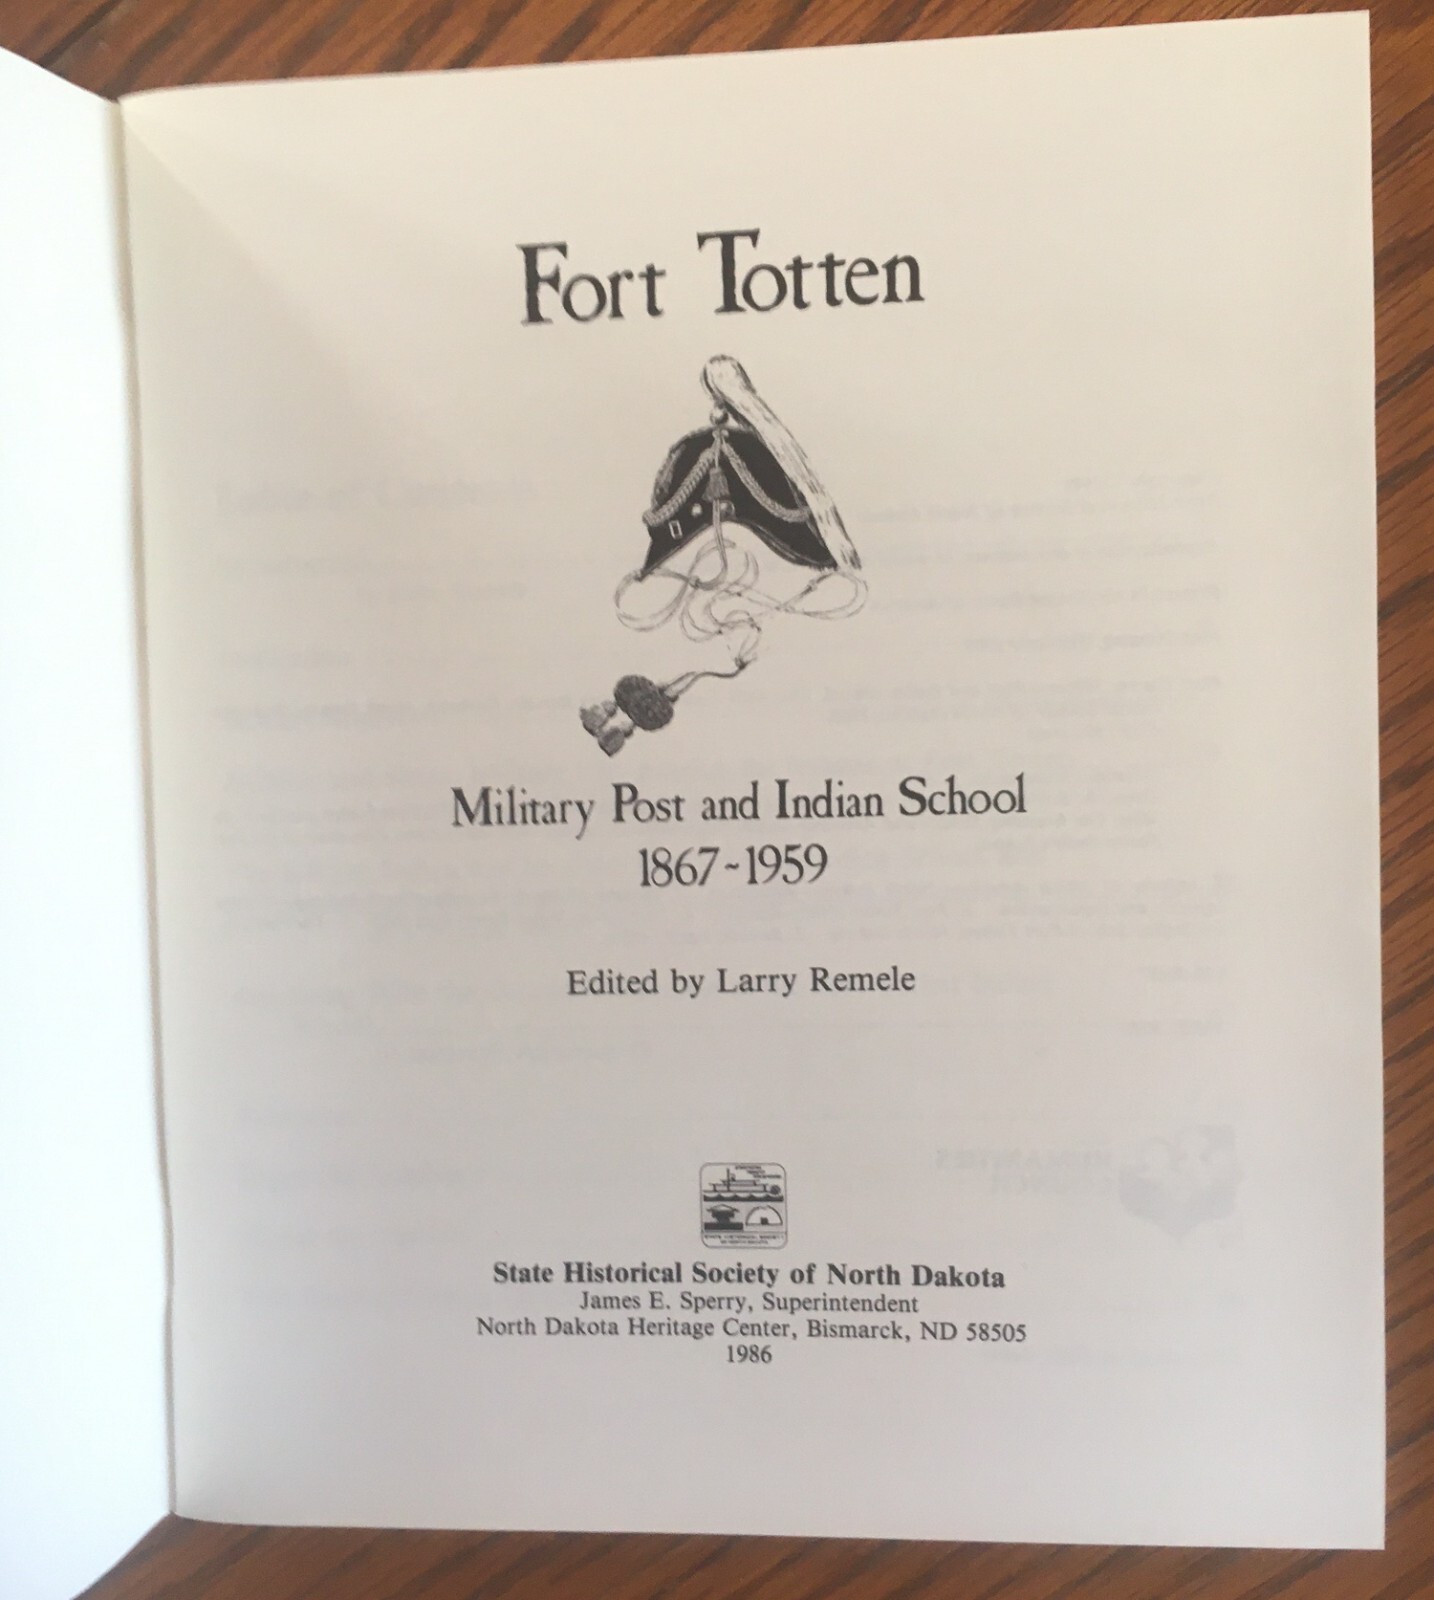 Fort Totten
Military Post and Indian School
1867~1959
Edited by Larry Remele
State Historical Society of North Dakota
James E. Sperry, Superintendent
North Dakota Heritage Center, Bismarck, ND 58505
1986